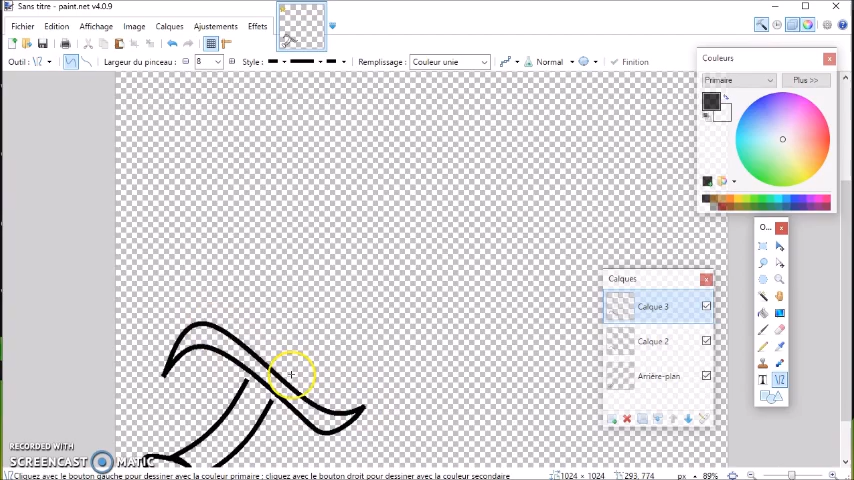 Sans titre - paint.net v4.0.9
Fichier Edition Affichage Image Calques Ajustements Effets
Outil : Largeur du pinceau : 8 Style : Remplissage : Couleur unie Normal Finition
Couleurs
Primaire Plus >>
O...
Calques
Calque 3
Calque 2
Arrière-plan
T
RECORDED WITH
SCREENCAST MATIC
Cliquez avec le bouton gauche pour dessiner avec la couleur primaire ; cliquez avec le bouton droit pour dessiner avec la couleur secondaire 1024 × 1024 293, 774 px 89%